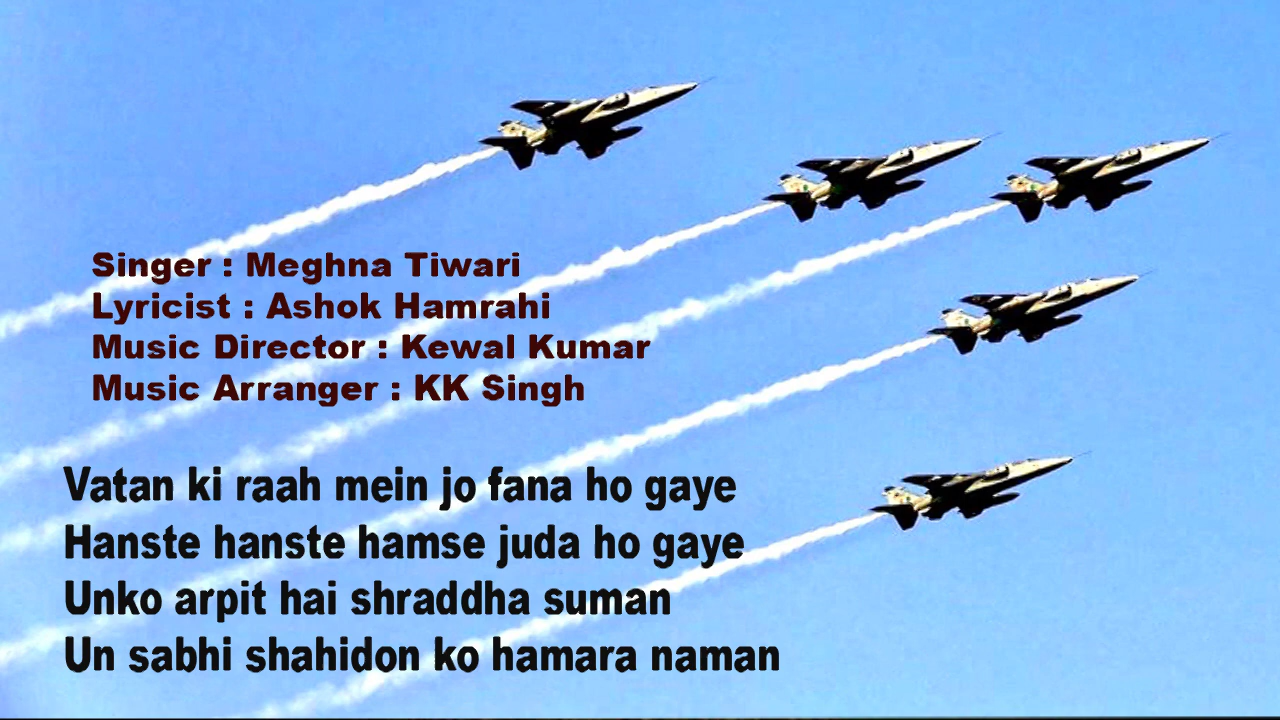 Singer : Meghna Tiwari
Lyricist : Ashok Hamrahi
Music Director : Kewal Kumar
Music Arranger : KK Singh
Vatan ki raah mein jo fana ho gaye
Hanste hanste hamse juda ho gaye
Unko arpit hai shraddha suman
Un sabhi shahidon ko hamara naman